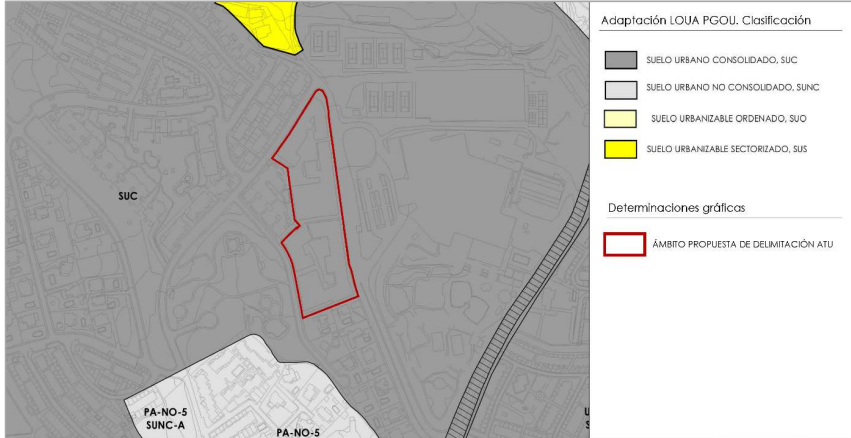 Adaptación LOUA PGOU. Clasificación
SUELO URBANO CONSOLIDADO, SUC
SUELO URBANO NO CONSOLIDADO, SUNC
SUELO URBANIZABLE ORDENADO, SUO
SUELO URBANIZABLE SECTORIZADO, SUS
Determinaciones gráficas
ÁMBITO PROPUESTA DE DELIMITACIÓN ATU
SUC
PA-NO-5
SUNC-A
PA-NO-5